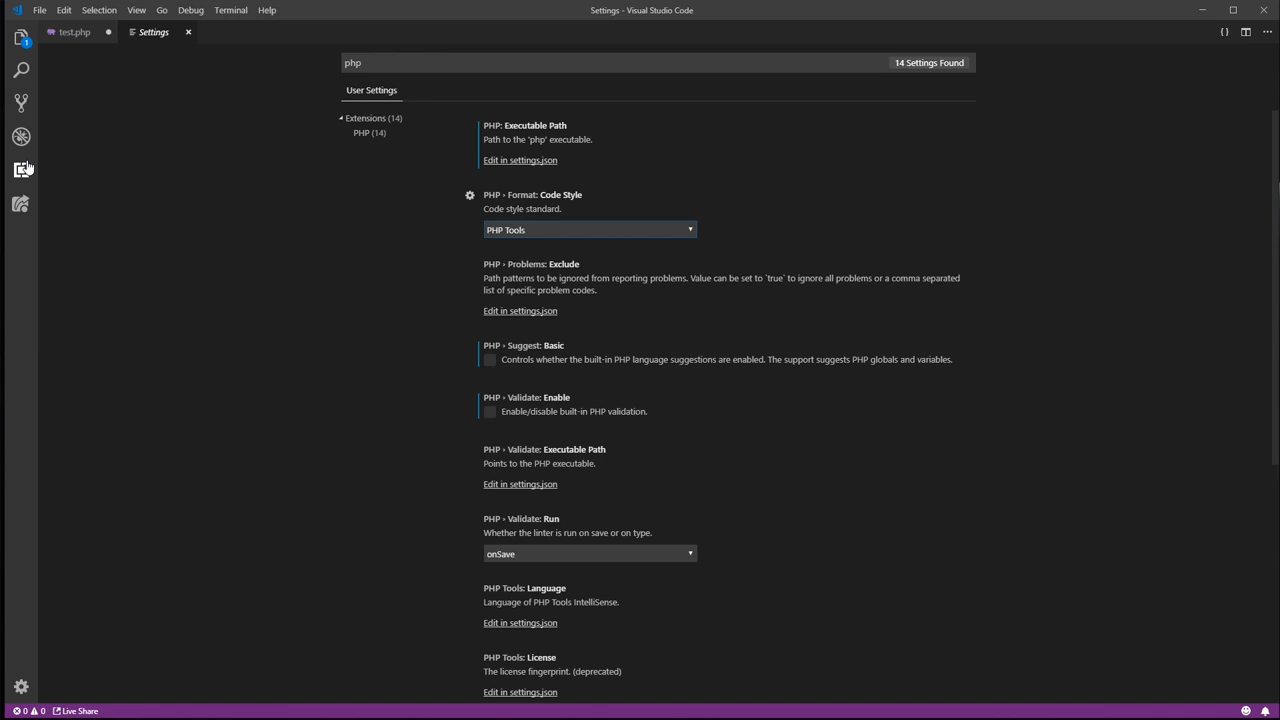 File Edit Selection View Go Debug Terminal Help
Settings - Visual Studio Code
test.php
Settings
1
php
14 Settings Found
User Settings
Extensions (14)
PHP (14)
PHP: Executable Path
Path to the 'php' executable.
Edit in settings.json
PHP › Format: Code Style
Code style standard.
PHP Tools
PHP › Problems: Exclude
Path patterns to be ignored from reporting problems. Value can be set to `true` to ignore all problems or a comma separated
list of specific problem codes.
Edit in settings.json
PHP › Suggest: Basic
Controls whether the built-in PHP language suggestions are enabled. The support suggests PHP globals and variables.
PHP › Validate: Enable
Enable/disable built-in PHP validation.
PHP › Validate: Executable Path
Points to the PHP executable.
Edit in settings.json
PHP › Validate: Run
Whether the linter is run on save or on type.
onSave
PHP Tools: Language
Language of PHP Tools IntelliSense.
Edit in settings.json
PHP Tools: License
The license fingerprint. (deprecated)
Edit in settings.json
0 0 Live Share